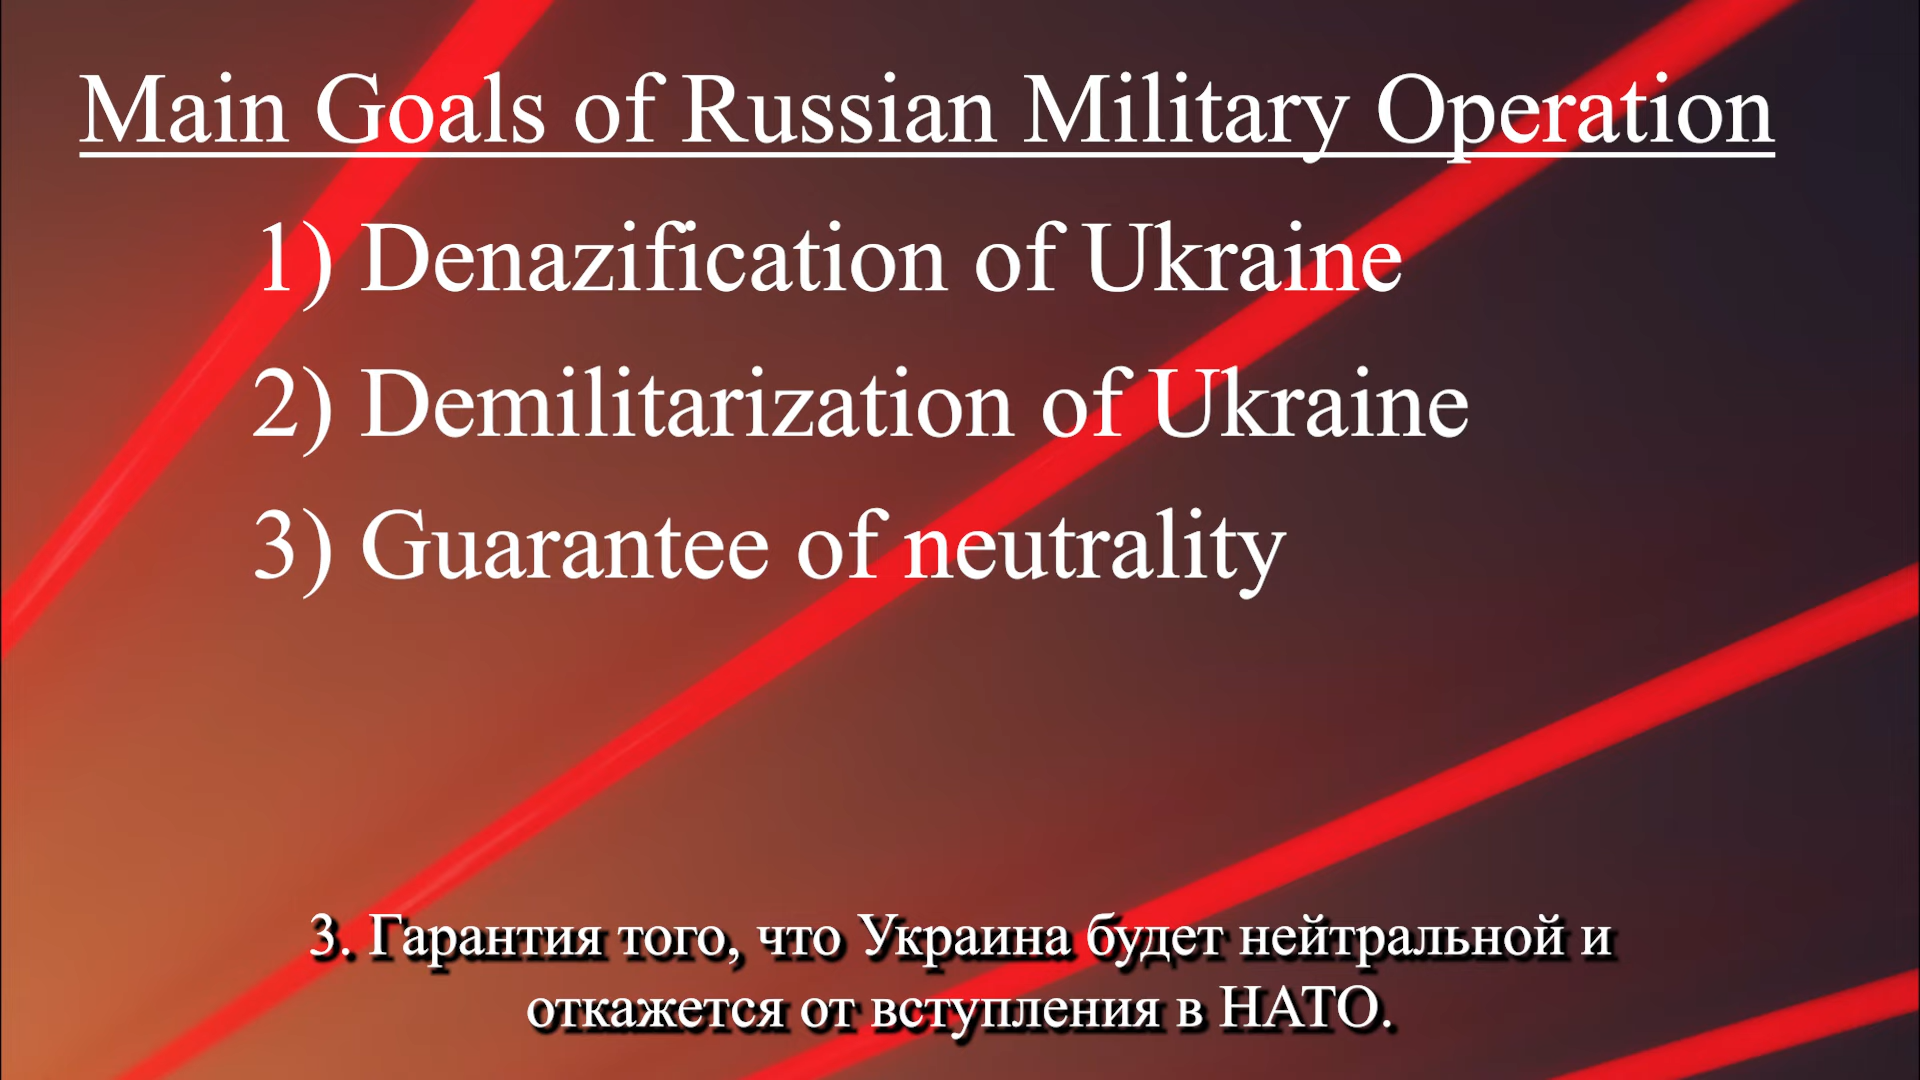 Main Goals of Russian Military Operation
1) Denazification of Ukraine
2) Demilitarization of Ukraine
3) Guarantee of neutrality
3. Гарантия того, что Украина будет нейтральной и
откажется от вступления в НАТО.